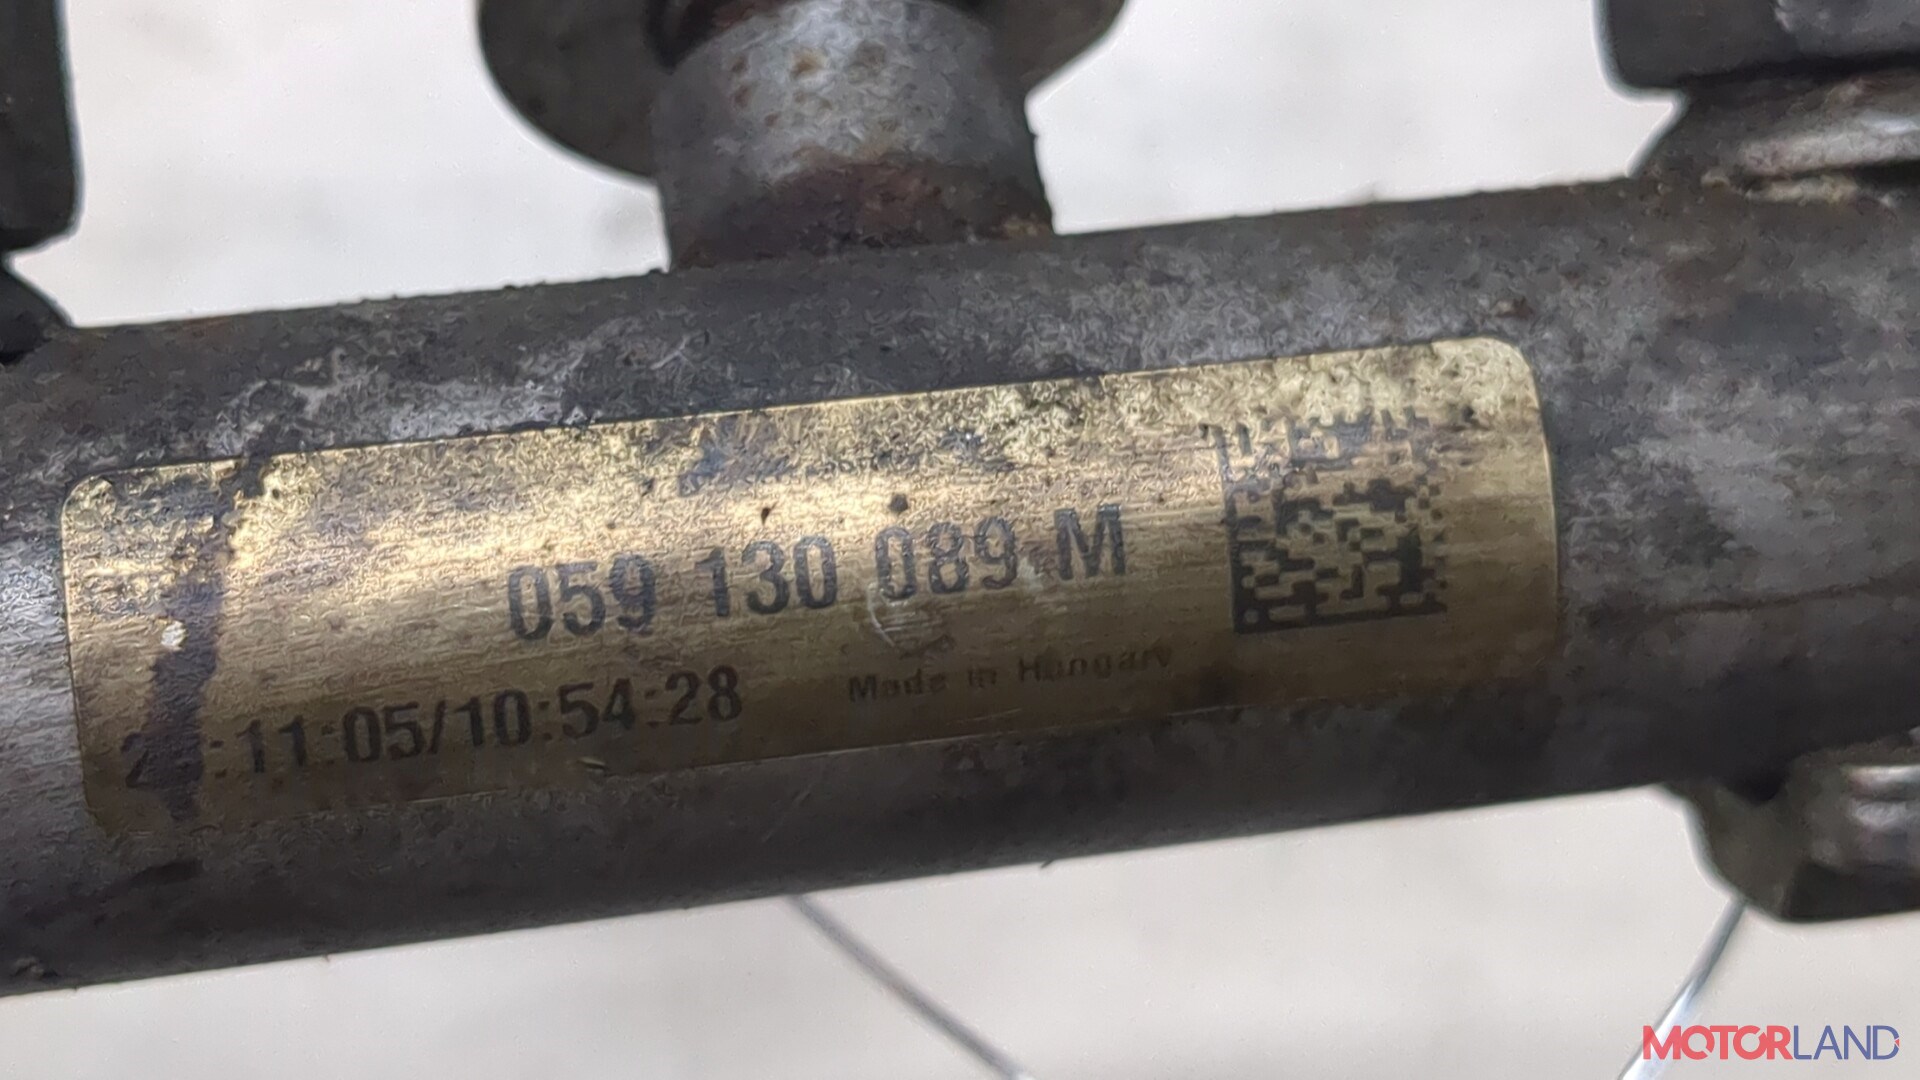 059 130 089 M
:11:05/10:54:28
Made in Hungary
MOTORLAND